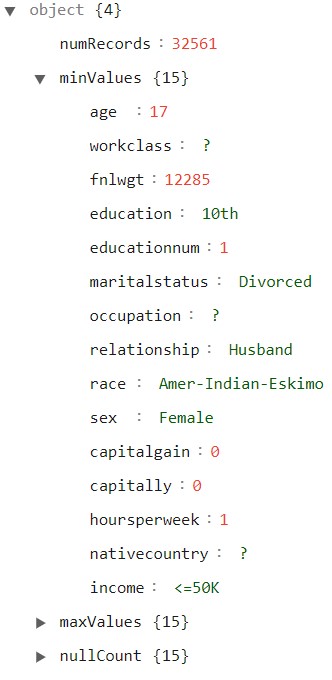 ▼ object {4}
numRecords : 32561
▼ minValues {15}
age : 17
workclass : ?
fnlwgt : 12285
education : 10th
educationnum : 1
maritalstatus : Divorced
occupation : ?
relationship : Husband
race : Amer-Indian-Eskimo
sex : Female
capitalgain : 0
capitally : 0
hoursperweek : 1
nativecountry : ?
income : <=50K
▶ maxValues {15}
▶ nullCount {15}